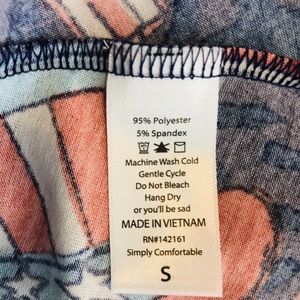 95% Polyester
5% Spandex
Machine Wash Cold
Gentle Cycle
Do Not Bleach
Hang Dry
or you'll be sad
MADE IN VIETNAM
RN#142161
Simply Comfortable
S